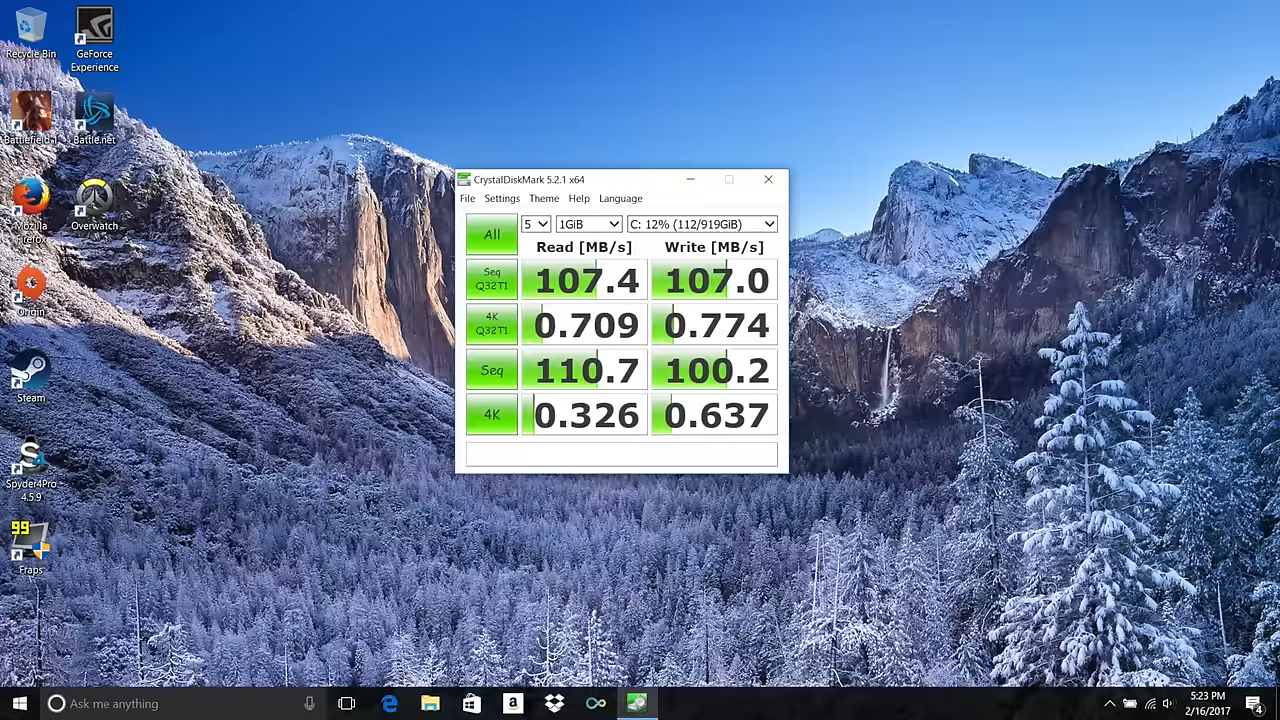 Recycle Bin
GeForce
Experience
Battlefield 1
Battle.net
Mozilla
Firefox
Overwatch
Origin
Steam
Spyder4Pro
4.5.9
99
Fraps
CrystalDiskMark 5.2.1 x64
File Settings Theme Help Language
All 5 1GiB C: 12% (112/919GiB)
Read [MB/s] Write [MB/s]
Seq
Q32T1 107.4 107.0
4K
Q32T1 0.709 0.774
Seq 110.7 100.2
4K 0.326 0.637
Ask me anything
a
5:23 PM
2/16/2017
4